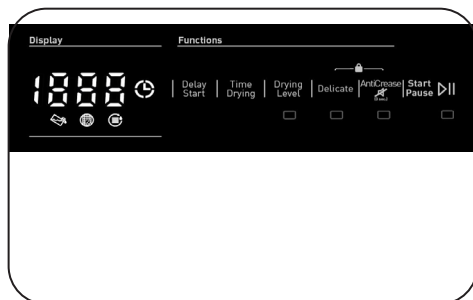 Display
Functions
1888
Delay Start
Time Drying
Drying Level
Delicate
AntiCrease
Start Pause